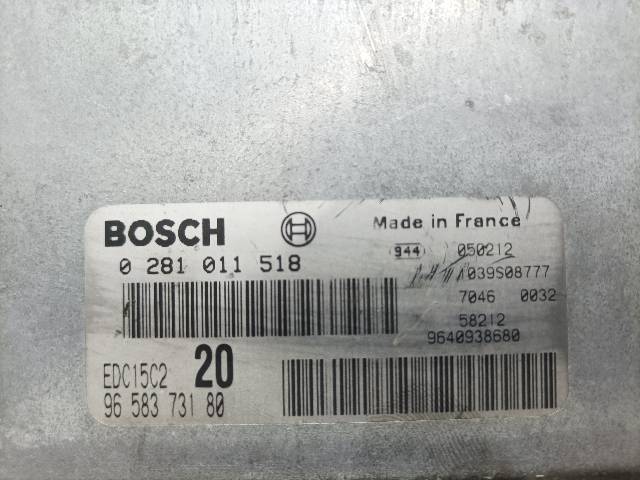 BOSCH
Made in France
0 281 011 518
944
050212
039S08777
7046 0032
58212
9640938680
EDC15C2 20
96 583 731 80